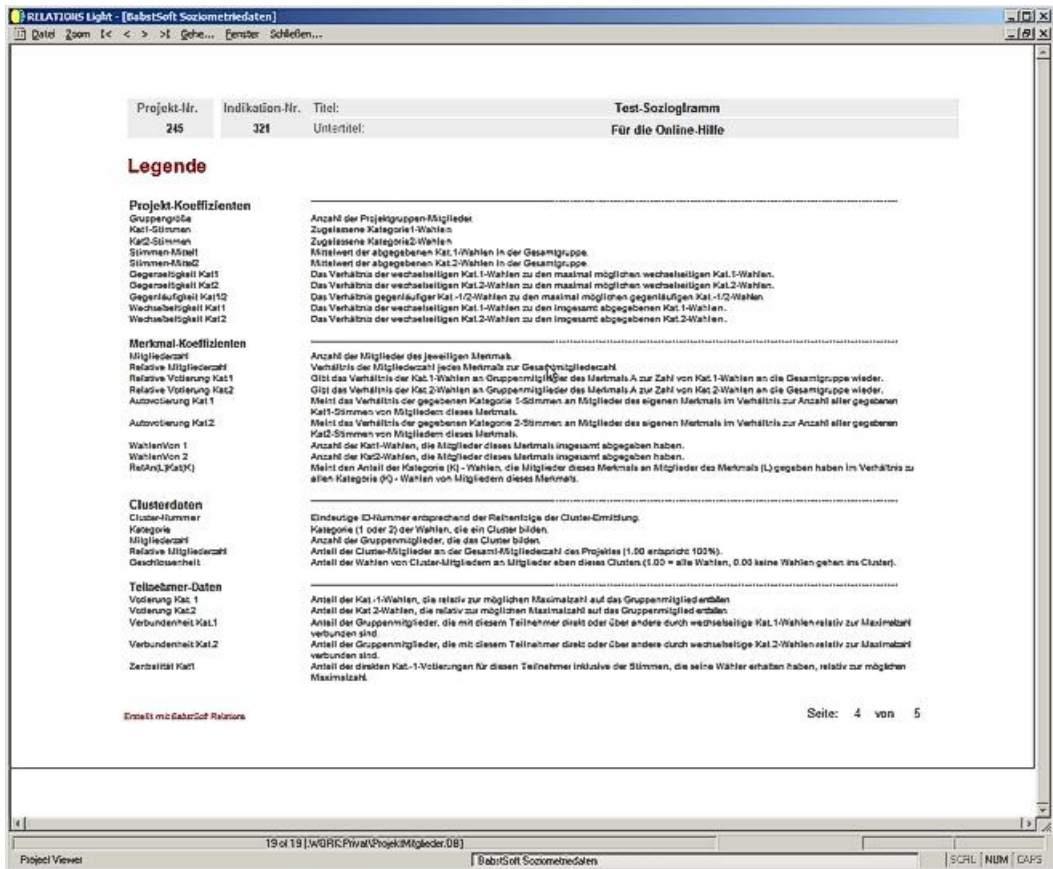 RELATIONS Light - [BabstSoft Soziometriedaten]
Datei Zoom I< < > >I Gehe... Fenster Schließen...
Projekt-Nr. Indikation-Nr. Titel: Test-Soziogramm
245 321 Untertitel: Für die Online-Hilfe
Legende
Projekt-Koeffizienten
Gruppengröße Anzahl der Projektgruppen-Mitglieder.
Kat1-Stimmen Zugelassene Kategorie1-Wahlen
Kat2-Stimmen Zugelassene Kategorie2-Wahlen
Stimmen-Mittel1 Mittelwert der abgegebenen Kat.1-Wahlen in der Gesamtgruppe.
Stimmen-Mittel2 Mittelwert der abgegebenen Kat.2-Wahlen in der Gesamtgruppe.
Gegenseitigkeit Kat1 Das Verhältnis der wechselseitigen Kat.1-Wahlen zu den maximal möglichen wechselseitigen Kat.1-Wahlen.
Gegenseitigkeit Kat2 Das Verhältnis der wechselseitigen Kat.2-Wahlen zu den maximal möglichen wechselseitigen Kat.2-Wahlen.
Gegenläufigkeit Kat1/2 Das Verhältnis gegenläufiger Kat.-1/2-Wahlen zu den maximal möglichen gegenläufigen Kat.-1/2-Wahlen
Wechselseitigkeit Kat1 Das Verhältnis der wechselseitigen Kat.1-Wahlen zu den insgesamt abgegebenen Kat.1-Wahlen.
Wechselseitigkeit Kat2 Das Verhältnis der wechselseitigen Kat.2-Wahlen zu den insgesamt abgegebenen Kat.2-Wahlen.
Merkmal-Koeffizienten
Mitgliederzahl Anzahl der Mitglieder des jeweiligen Merkmals.
Relative Mitgliederzahl Verhältnis der Mitgliederzahl jedes Merkmals zur Gesamtmitgliederzahl
Relative Votierung Kat1 Gibt das Verhältnis der Kat.1-Wahlen an Gruppenmitglieder des Merkmals A zur Zahl von Kat.1-Wahlen an die Gesamtgruppe wieder.
Relative Votierung Kat2 Gibt das Verhältnis der Kat.2-Wahlen an Gruppenmitglieder des Merkmals A zur Zahl von Kat.2-Wahlen an die Gesamtgruppe wieder.
Autovotierung Kat.1 Meint das Verhältnis der gegebenen Kategorie 1-Stimmen an Mitglieder des eigenen Merkmals im Verhältnis zur Anzahl aller gegebenen
Kat1-Stimmen von Mitgliedern dieses Merkmals.
Autovotierung Kat.2 Meint das Verhältnis der gegebenen Kategorie 2-Stimmen an Mitglieder des eigenen Merkmals im Verhältnis zur Anzahl aller gegebenen
Kat2-Stimmen von Mitgliedern dieses Merkmals.
WahlenVon 1 Anzahl der Kat1-Wahlen, die Mitglieder dieses Merkmals insgesamt abgegeben haben.
WahlenVon 2 Anzahl der Kat2-Wahlen, die Mitglieder dieses Merkmals insgesamt abgegeben haben.
RelAn(L)Kat(K) Meint den Anteil der Kategorie (K) - Wahlen, die Mitglieder dieses Merkmals an Mitglieder des Merkmals (L) gegeben haben im Verhältnis zu
allen Kategorie (K) - Wahlen von Mitgliedern dieses Merkmals.
Clusterdaten
Cluster-Nummer Eindeutige ID-Nummer entsprechend der Reihenfolge der Cluster-Ermittlung.
Kategorie Kategorie (1 oder 2) der Wahlen, die ein Cluster bilden.
Mitgliederzahl Anzahl der Gruppenmitglieder, die das Cluster bilden.
Relative Mitgliederzahl Anteil der Cluster-Mitglieder an der Gesamt-Mitgliederzahl des Projektes (1.00 entspricht 100%).
Geschlossenheit Anteil der Wahlen von Cluster-Mitgliedern an Mitglieder eben dieses Clusters (1.00 = alle Wahlen, 0.00 keine Wahlen gehen ins Cluster).
Teilnehmer-Daten
Votierung Kat. 1 Anteil der Kat.-1-Wahlen, die relativ zur möglichen Maximalzahl auf das Gruppenmitglied entfallen
Votierung Kat.2 Anteil der Kat.2-Wahlen, die relativ zur möglichen Maximalzahl auf das Gruppenmitglied entfallen.
Verbundenheit Kat.1 Anteil der Gruppenmitglieder, die mit diesem Teilnehmer direkt oder über andere durch wechselseitige Kat.1-Wahlen relativ zur Maximalzahl
verbunden sind.
Verbundenheit Kat.2 Anteil der Gruppenmitglieder, die mit diesem Teilnehmer direkt oder über andere durch wechselseitige Kat.2-Wahlen relativ zur Maximalzahl
verbunden sind.
Zentralität Kat1 Anteil der direkten Kat.-1-Votierungen für diesen Teilnehmer inklusive der Stimmen, die seine Wähler erhalten haben, relativ zur möglichen
Maximalzahl.
Erstellt mit BabstSoft Relations Seite: 4 von 5
19 of 19 [:WORK:Privat\ProjektMitglieder.DB]
Project Viewer BabstSoft Soziometriedaten SCRL NUM CAPS